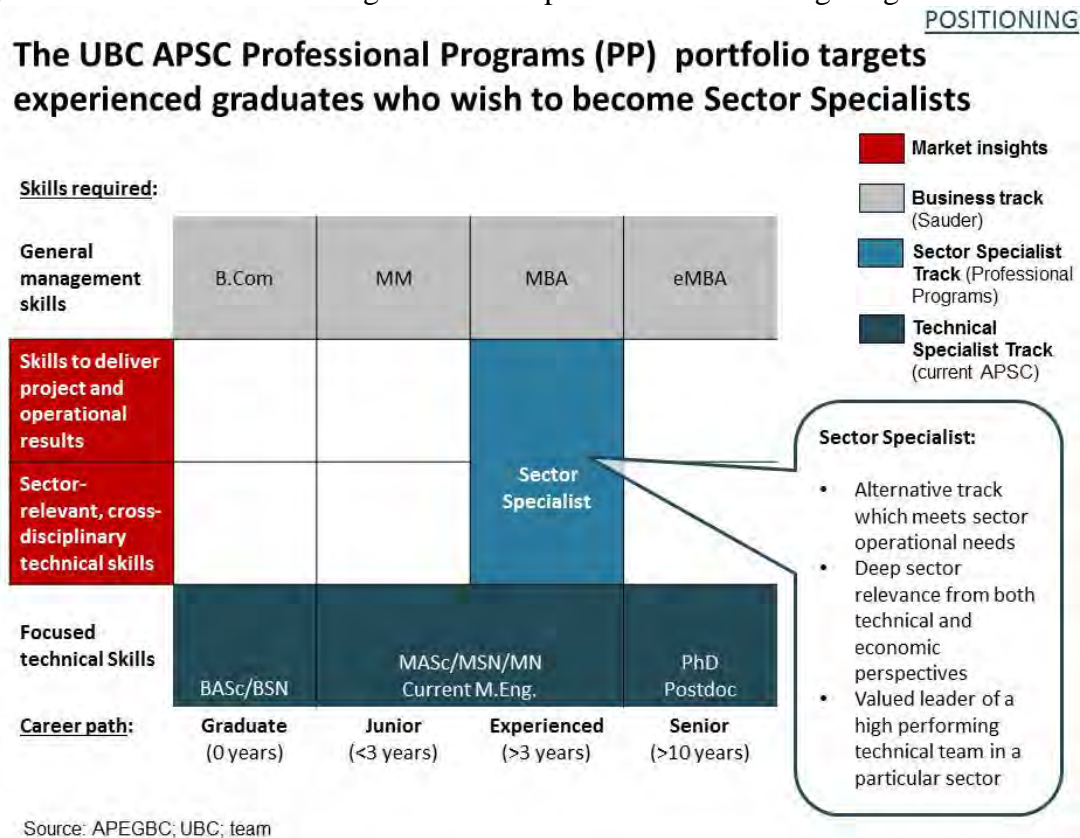 POSITIONING
The UBC APSC Professional Programs (PP) portfolio targets
experienced graduates who wish to become Sector Specialists
Market insights
Business track
(Sauder)
Sector Specialist
Track (Professional
Programs)
Technical
Specialist Track
(current APSC)
Skills required:
General
management
skills
B.Com
MM
MBA
eMBA
Skills to deliver
project and
operational
results
Sector-
relevant, cross-
disciplinary
technical skills
Sector
Specialist
Focused
technical Skills
BASc/BSN
MASc/MSN/MN
Current M.Eng.
PhD
Postdoc
Career path:
Graduate
(0 years)
Junior
(<3 years)
Experienced
(>3 years)
Senior
(>10 years)
Sector Specialist:
• Alternative track
which meets sector
operational needs
• Deep sector
relevance from both
technical and
economic
perspectives
• Valued leader of a
high performing
technical team in a
particular sector
Source: APEGBC; UBC; team